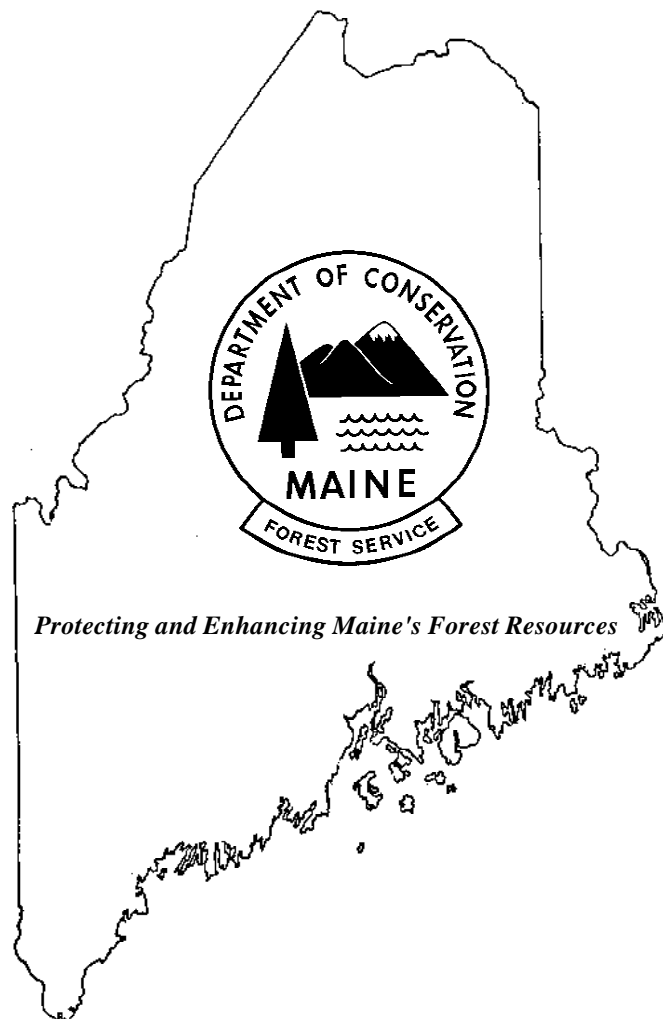 DEPARTMENT OF CONSERVATION
MAINE
FOREST SERVICE
Protecting and Enhancing Maine's Forest Resources